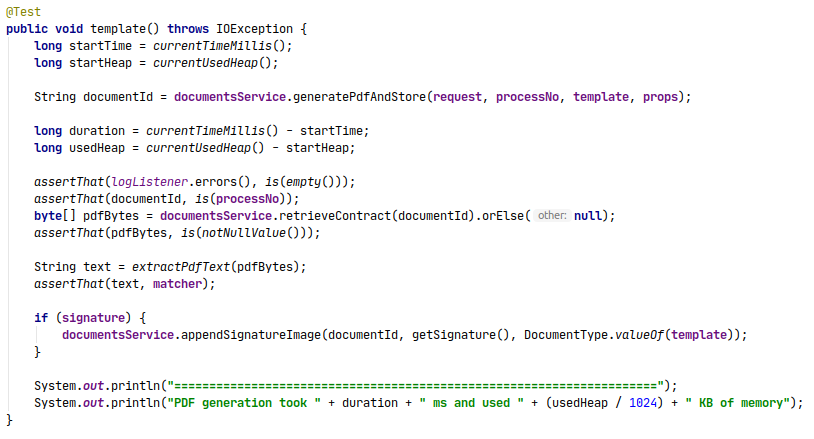 @Test
public void template() throws IOException {
    long startTime = currentTimeMillis();
    long startHeap = currentUsedHeap();

    String documentId = documentsService.generatePdfAndStore(request, processNo, template, props);

    long duration = currentTimeMillis() - startTime;
    long usedHeap = currentUsedHeap() - startHeap;

    assertThat(logListener.errors(), is(empty()));
    assertThat(documentId, is(processNo));
    byte[] pdfBytes = documentsService.retrieveContract(documentId).orElse( other: null);
    assertThat(pdfBytes, is(notNullValue()));

    String text = extractPdfText(pdfBytes);
    assertThat(text, matcher);

    if (signature) {
        documentsService.appendSignatureImage(documentId, getSignature(), DocumentType.valueOf(template));
    }

    System.out.println("=====================================================================");
    System.out.println("PDF generation took " + duration + " ms and used " + (usedHeap / 1024) + " KB of memory");
}